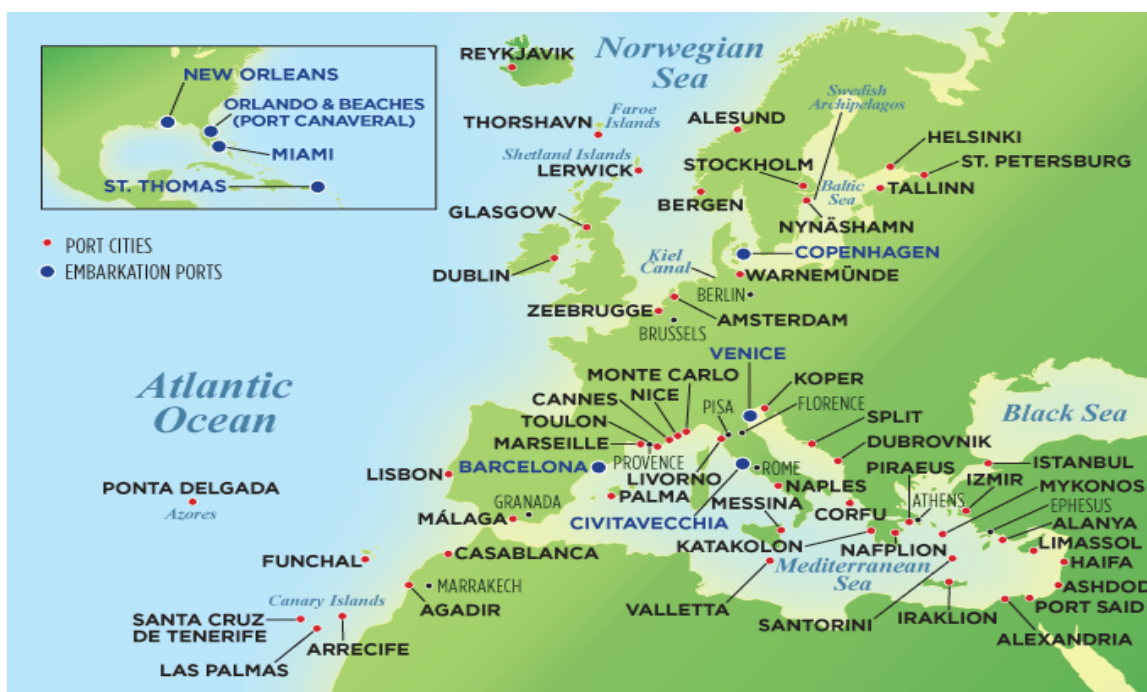 NEW ORLEANS
ORLANDO & BEACHES
(PORT CANAVERAL)
MIAMI
ST. THOMAS
PORT CITIES
EMBARKATION PORTS
REYKJAVIK
Norwegian
Sea
Faroe
Islands
THORSHAVN
Shetland Islands
LERWICK
ALESUND
Swedish
Archipelagos
HELSINKI
ST. PETERSBURG
STOCKHOLM
Baltic
Sea
TALLINN
BERGEN
NYNÄSHAMN
GLASGOW
COPENHAGEN
Kiel
Canal
DUBLIN
WARNEMÜNDE
BERLIN
ZEEBRUGGE
AMSTERDAM
BRUSSELS
VENICE
Atlantic
Ocean
MONTE CARLO
KOPER
CANNES
NICE
PISA
FLORENCE
TOULON
SPLIT
Black Sea
MARSEILLE
PROVENCE
DUBROVNIK
BARCELONA
LIVORNO
ROME
PIRAEUS
ISTANBUL
LISBON
PALMA
NAPLES
IZMIR
MYKONOS
PONTA DELGADA
Azores
GRANADA
MESSINA
ATHENS
EPHESUS
MÁLAGA
CIVITAVECCHIA
CORFU
ALANYA
FUNCHAL
CASABLANCA
KATAKOLON
NAFPLION
LIMASSOL
Mediterranean
Sea
HAIFA
MARRAKECH
ASHDOD
AGADIR
Canary Islands
VALLETTA
SANTORINI
IRAKLION
PORT SAID
SANTA CRUZ
DE TENERIFE
ARRECIFE
ALEXANDRIA
LAS PALMAS